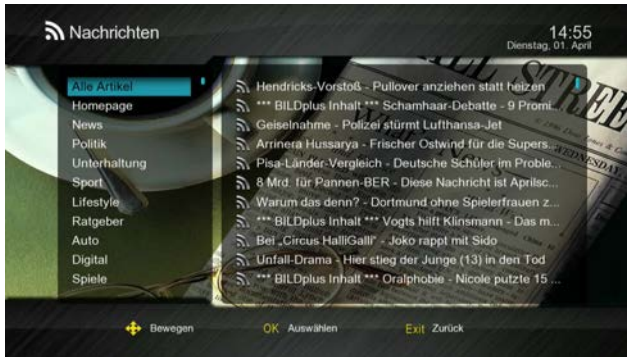 Nachrichten
14:55
Dienstag, 01. April
Alle Artikel
Homepage
News
Politik
Unterhaltung
Sport
Lifestyle
Ratgeber
Auto
Digital
Spiele
Hendricks-Vorstoß - Pullover anziehen statt heizen
*** BILDplus Inhalt *** Schamhaar-Debatte - 9 Promi...
Geiselnahme - Polizei stürmt Lufthansa-Jet
Arrinera Hussarya - Frischer Ostwind für die Supers...
Pisa-Länder-Vergleich - Deutsche Schüler im Proble...
8 Mrd. für Pannen-BER - Diese Nachricht ist Aprilsc...
Warum das denn? - Dortmund ohne Spielerfrauen z...
*** BILDplus Inhalt *** Vogts hilft Klinsmann - Das m...
Bei „Circus HalliGalli“ - Joko rappt mit Sido
Unfall-Drama - Hier stieg der Junge (13) in den Tod
*** BILDplus Inhalt *** Oralphobie - Nicole putzte 15 ...
WEDNESDAY
Bewegen
OK Auswählen
Exit Zurück